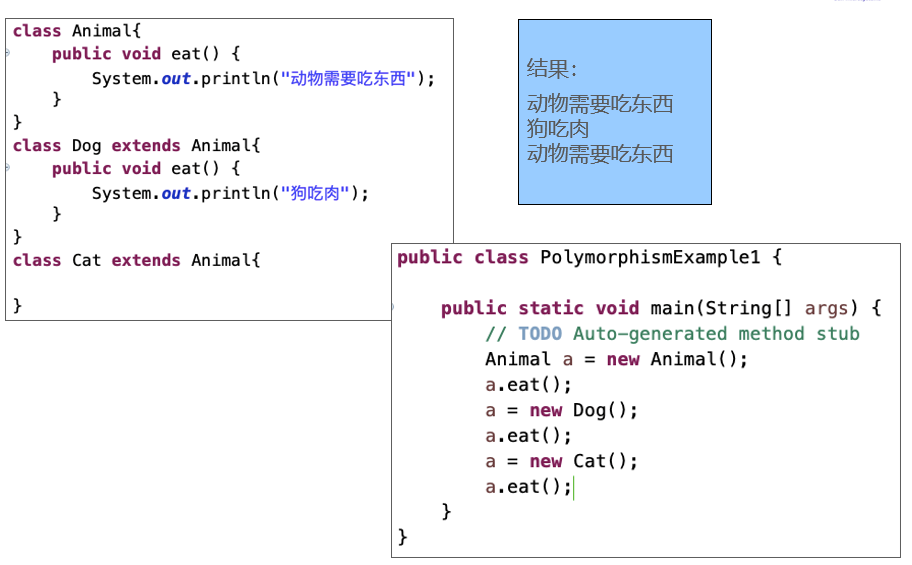 class Animal{
    public void eat() {
        System.out.println("动物需要吃东西");
    }
}
class Dog extends Animal{
    public void eat() {
        System.out.println("狗吃肉");
    }
}
class Cat extends Animal{
}
结果：
动物需要吃东西
狗吃肉
动物需要吃东西
public class PolymorphismExample1 {
    public static void main(String[] args) {
        // TODO Auto-generated method stub
        Animal a = new Animal();
        a.eat();
        a = new Dog();
        a.eat();
        a = new Cat();
        a.eat();
    }
}